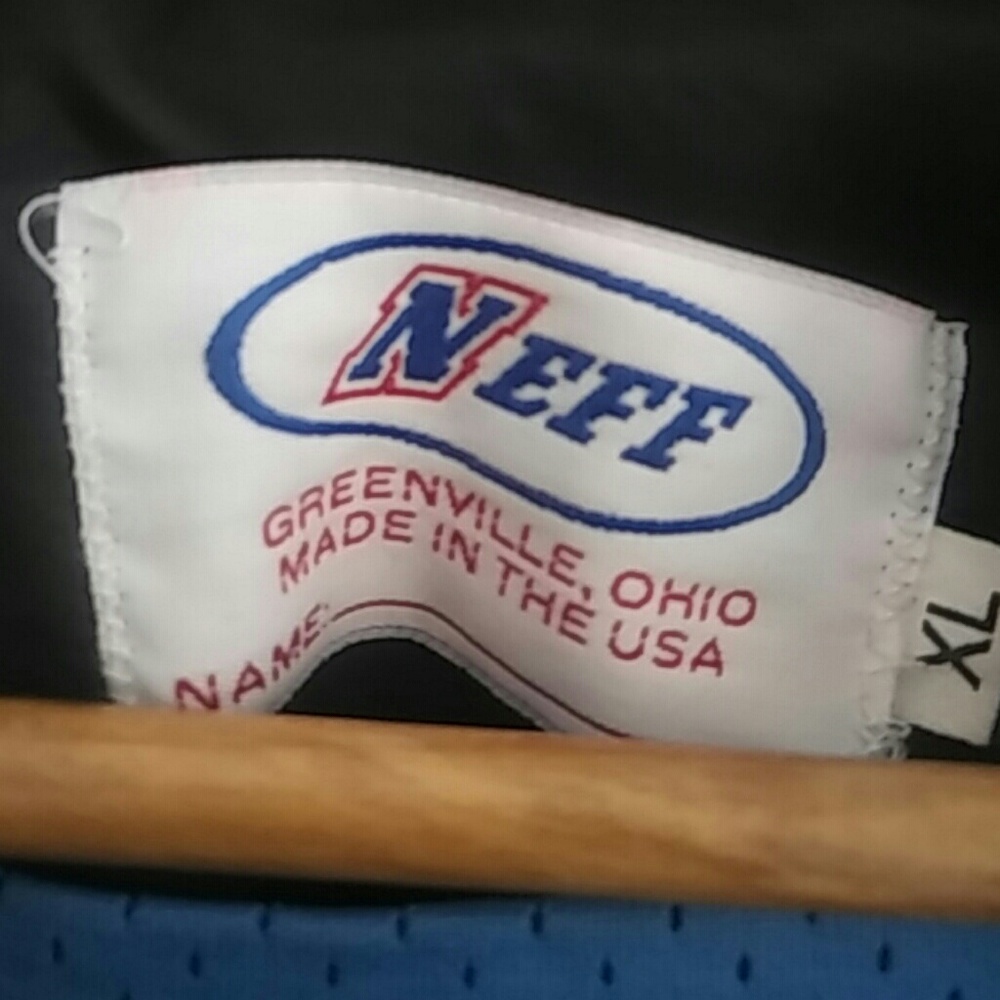 NEFF
GREENVILLE, OHIO
MADE IN THE USA
NAME:
XL